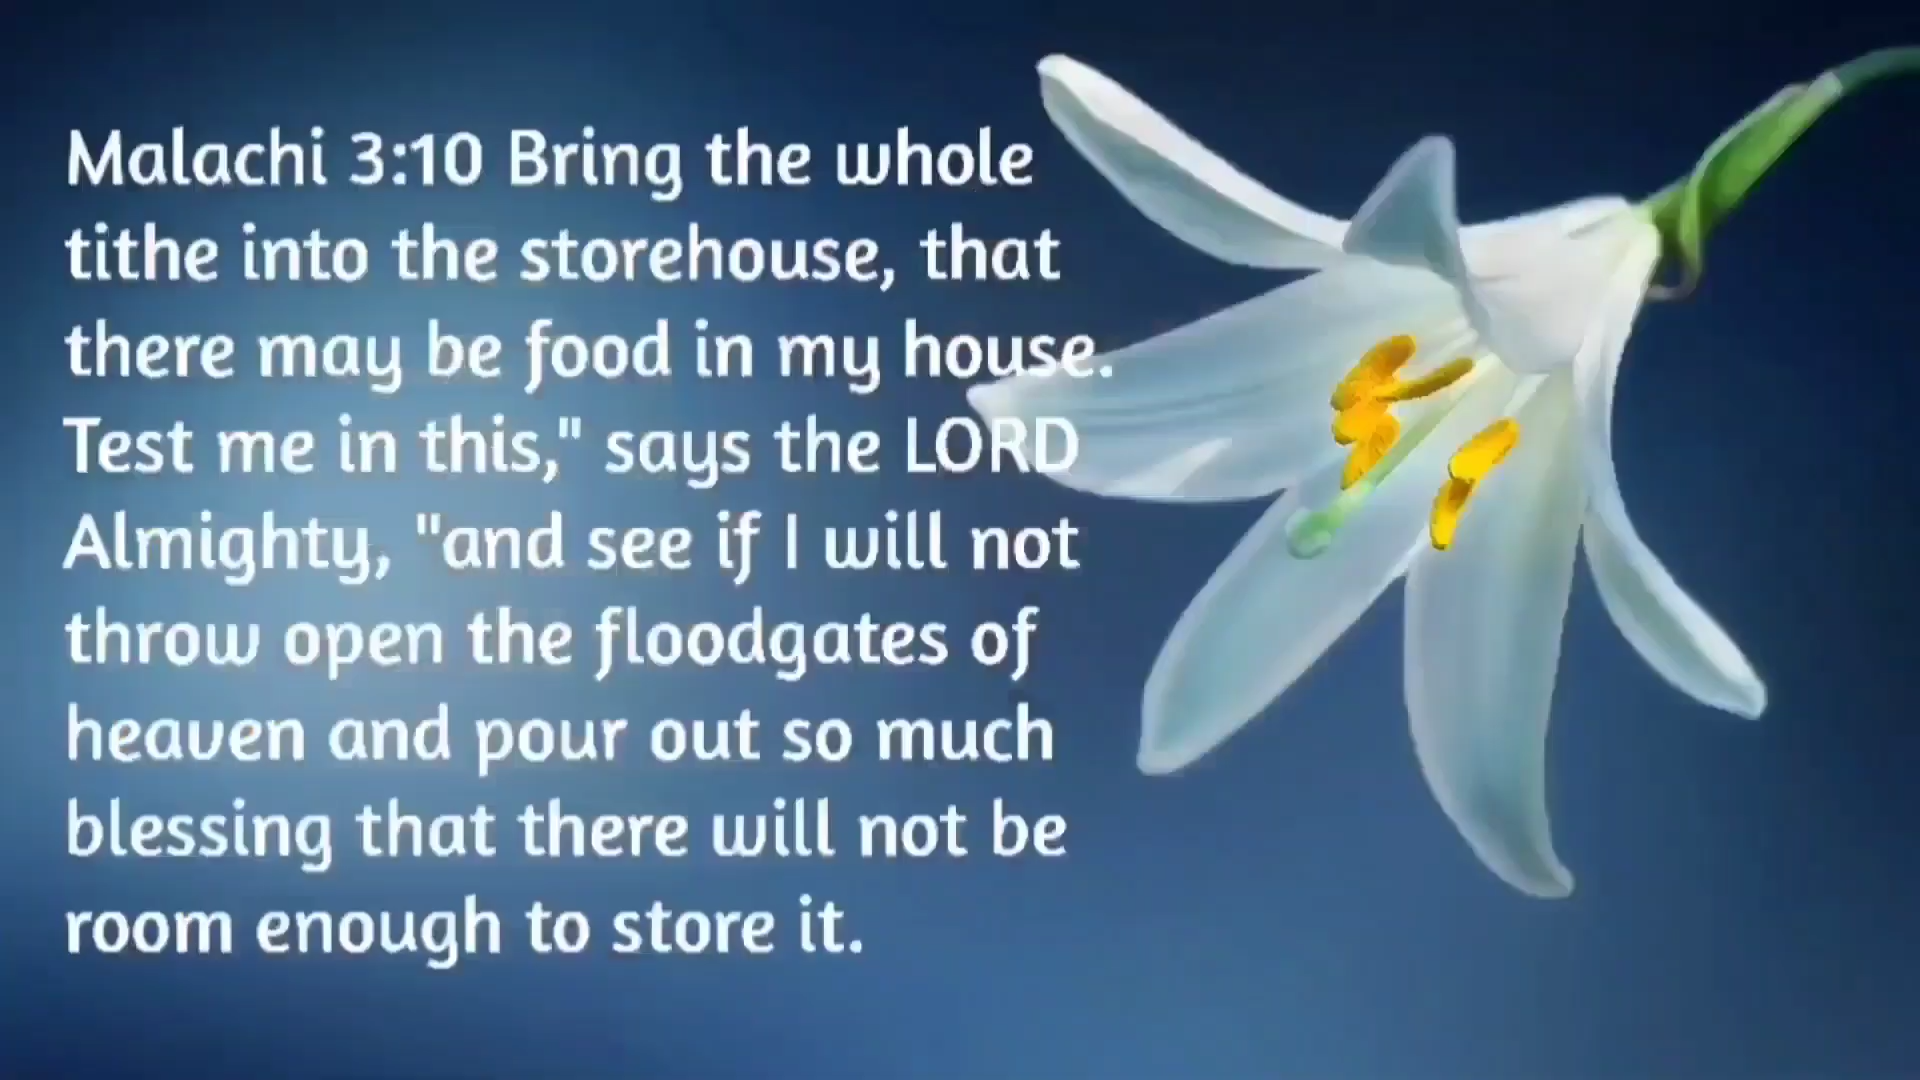 Malachi 3:10 Bring the whole
tithe into the storehouse, that
there may be food in my house.
Test me in this," says the LORD
Almighty, "and see if I will not
throw open the floodgates of
heaven and pour out so much
blessing that there will not be
room enough to store it.